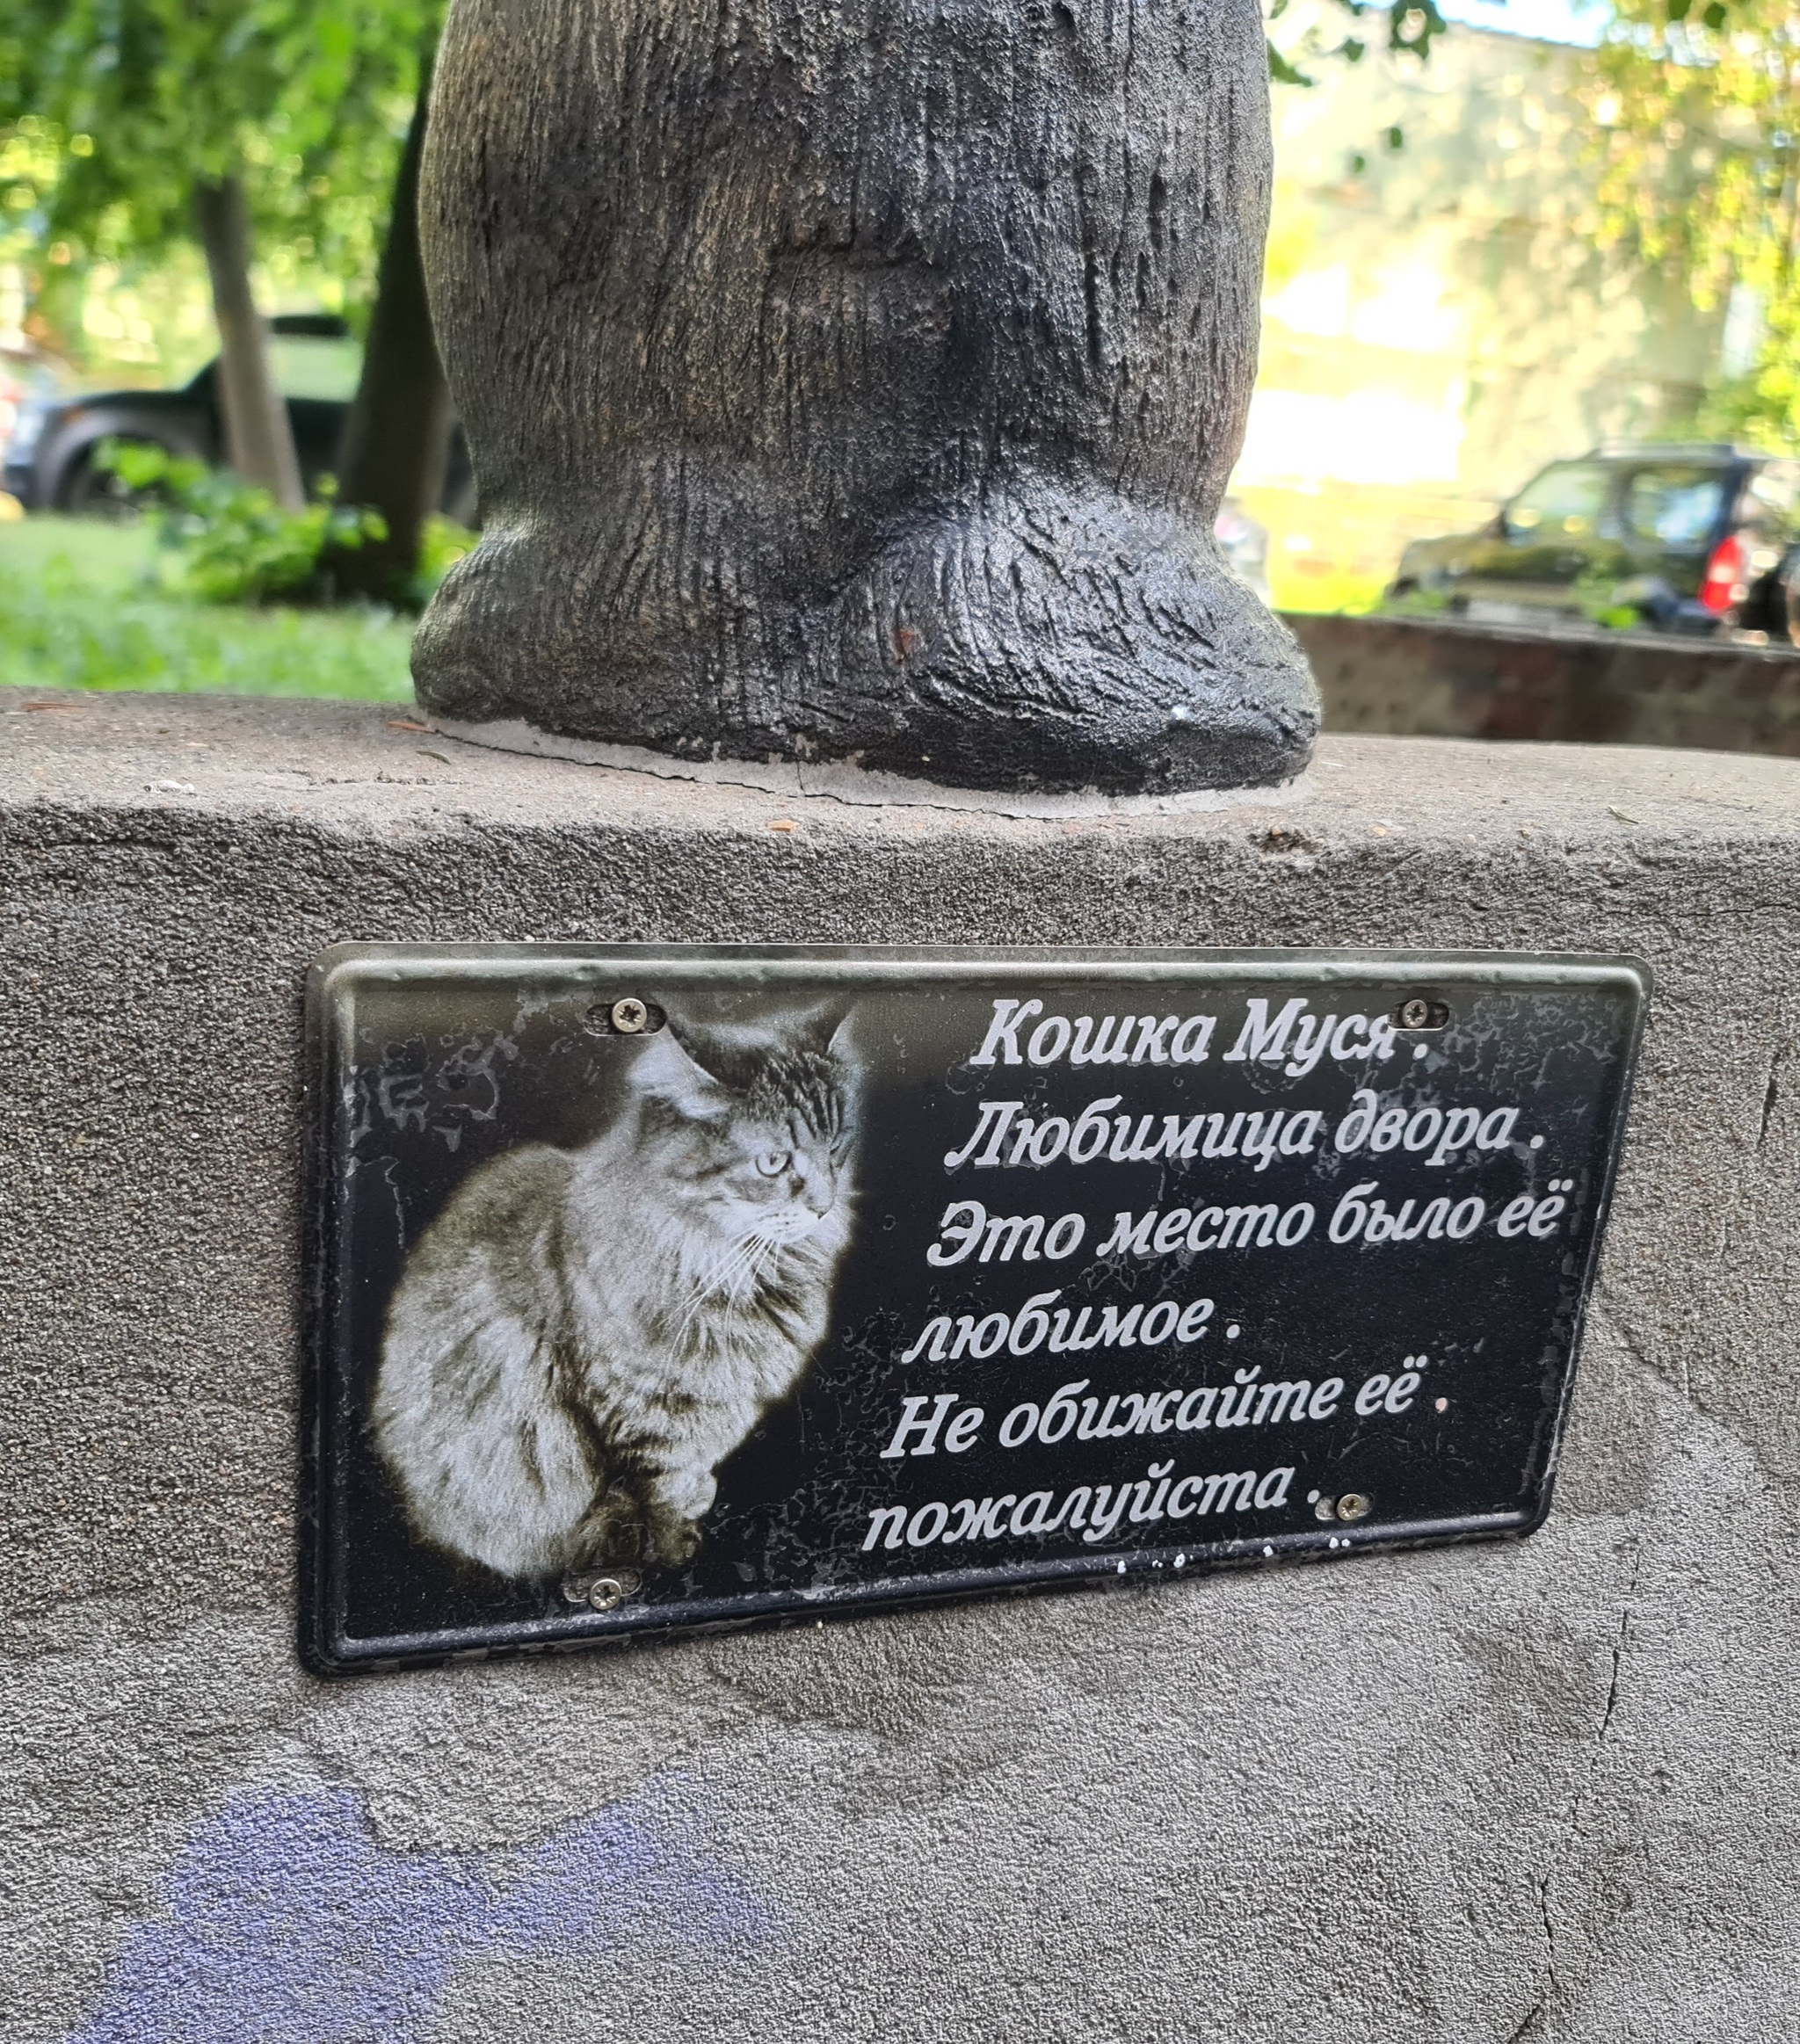 Кошка Муся .
Любимица двора .
Это место было её
любимое .
Не обижайте её .
пожалуйста .